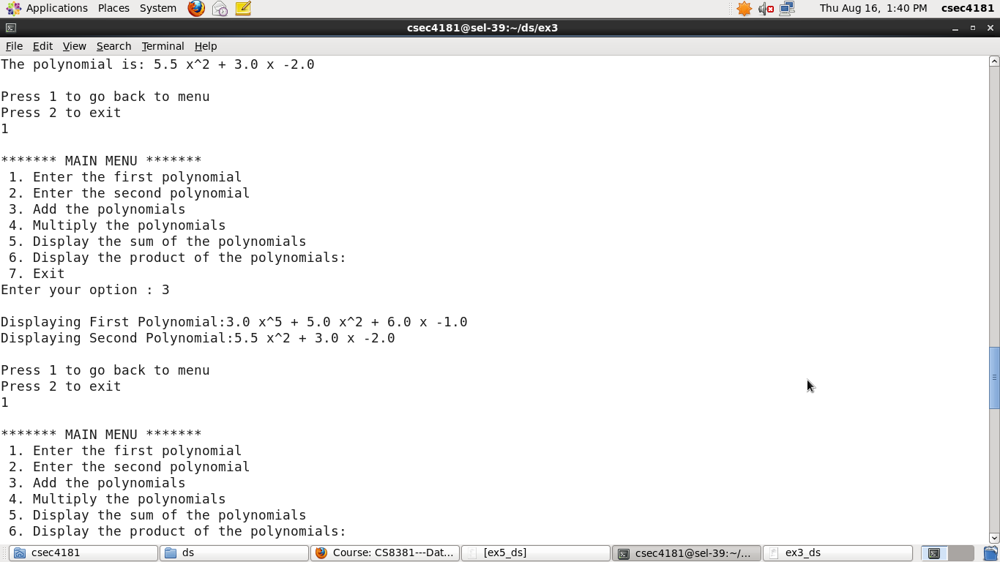 Applications Places System Thu Aug 16, 1:40 PM csec4181
csec4181@sel-39:~/ds/ex3
File Edit View Search Terminal Help
The polynomial is: 5.5 x^2 + 3.0 x -2.0
Press 1 to go back to menu
Press 2 to exit
1
******* MAIN MENU *******
1. Enter the first polynomial
2. Enter the second polynomial
3. Add the polynomials
4. Multiply the polynomials
5. Display the sum of the polynomials
6. Display the product of the polynomials:
7. Exit
Enter your option : 3
Displaying First Polynomial:3.0 x^5 + 5.0 x^2 + 6.0 x -1.0
Displaying Second Polynomial:5.5 x^2 + 3.0 x -2.0
Press 1 to go back to menu
Press 2 to exit
1
******* MAIN MENU *******
1. Enter the first polynomial
2. Enter the second polynomial
3. Add the polynomials
4. Multiply the polynomials
5. Display the sum of the polynomials
6. Display the product of the polynomials:
csec4181 ds Course: CS8381---Dat... [ex5_ds] csec4181@sel-39:~/... ex3_ds